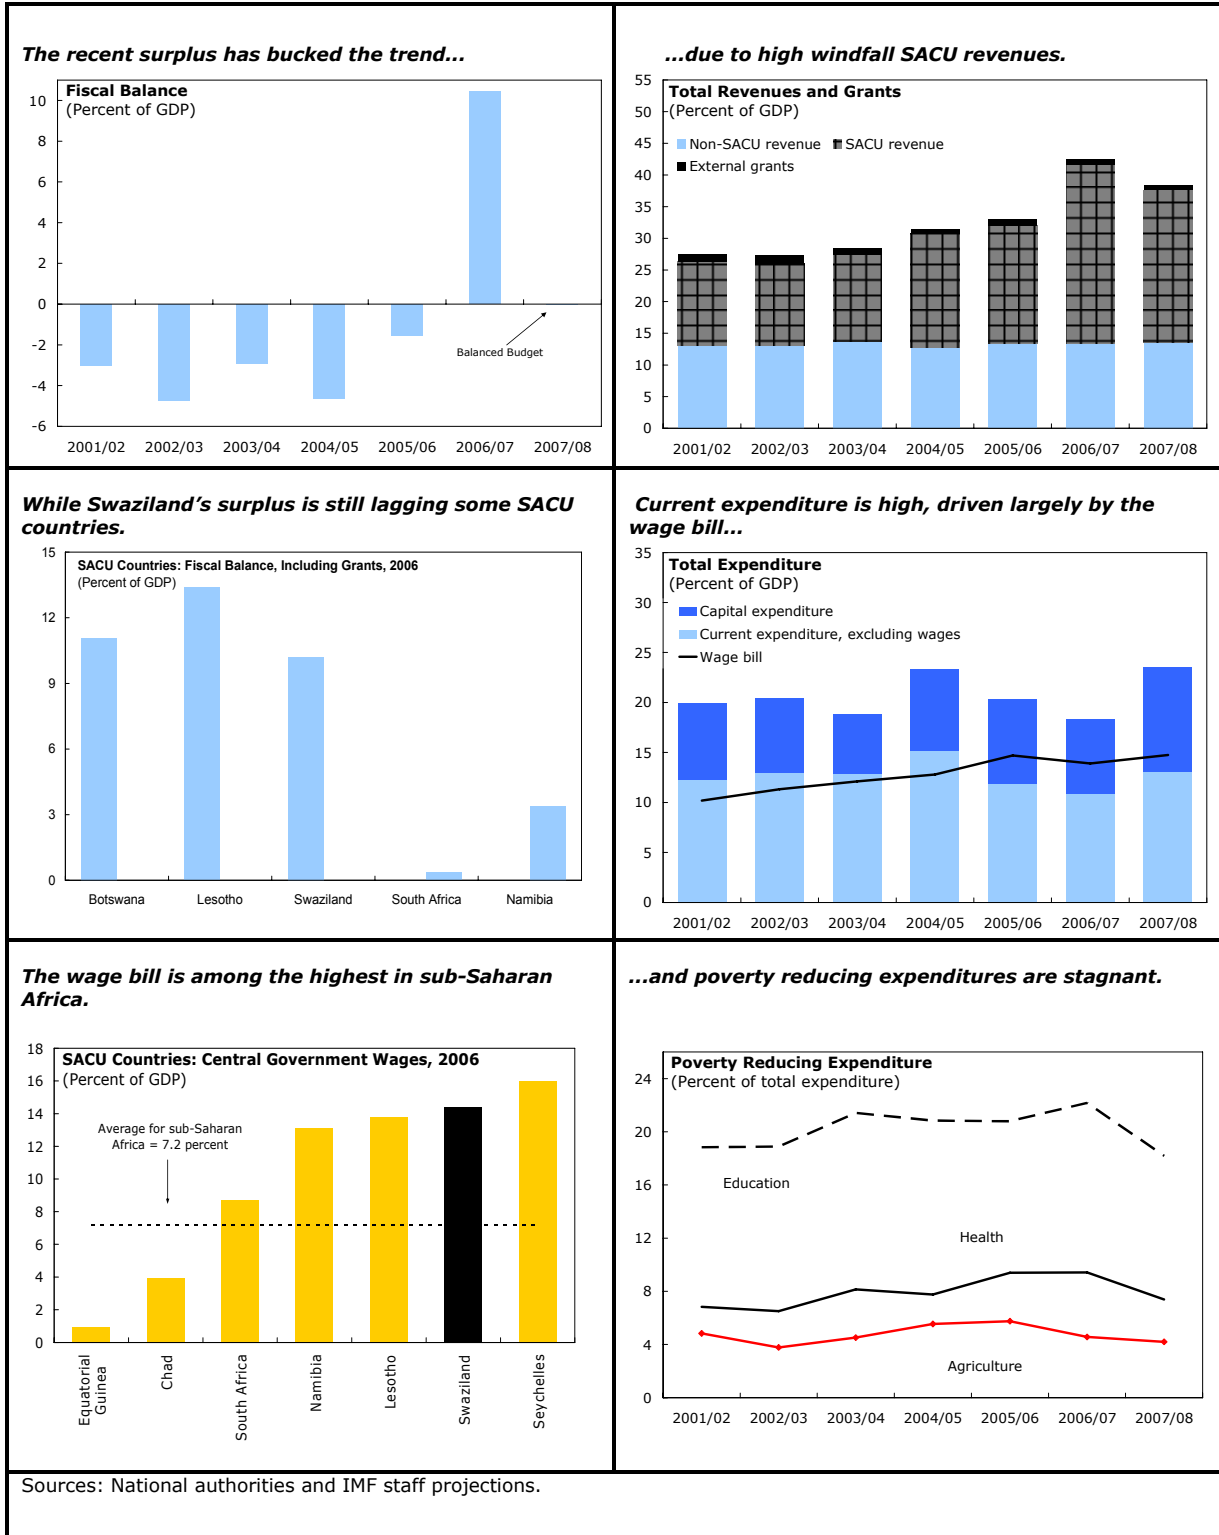 The recent surplus has bucked the trend...
Fiscal Balance
(Percent of GDP)
10
8
6
4
2
0
-2
-4
-6
Balanced Budget
2001/02 2002/03 2003/04 2004/05 2005/06 2006/07 2007/08
...due to high windfall SACU revenues.
Total Revenues and Grants
(Percent of GDP)
Non-SACU revenue SACU revenue
External grants
55
50
45
40
35
30
25
20
15
10
5
0
2001/02 2002/03 2003/04 2004/05 2005/06 2006/07 2007/08
While Swaziland's surplus is still lagging some SACU
countries.
SACU Countries: Fiscal Balance, Including Grants, 2006
(Percent of GDP)
15
12
9
6
3
0
Botswana Lesotho Swaziland South Africa Namibia
Current expenditure is high, driven largely by the
wage bill...
Total Expenditure
(Percent of GDP)
Capital expenditure
Current expenditure, excluding wages
Wage bill
35
30
25
20
15
10
5
0
2001/02 2002/03 2003/04 2004/05 2005/06 2006/07 2007/08
The wage bill is among the highest in sub-Saharan
Africa.
SACU Countries: Central Government Wages, 2006
(Percent of GDP)
Average for sub-Saharan
Africa = 7.2 percent
18
16
14
12
10
8
6
4
2
0
Equatorial
Guinea
Chad
South Africa
Namibia
Lesotho
Swaziland
Seychelles
...and poverty reducing expenditures are stagnant.
Poverty Reducing Expenditure
(Percent of total expenditure)
24
20
16
12
8
4
0
Education
Health
Agriculture
2001/02 2002/03 2003/04 2004/05 2005/06 2006/07 2007/08
Sources: National authorities and IMF staff projections.